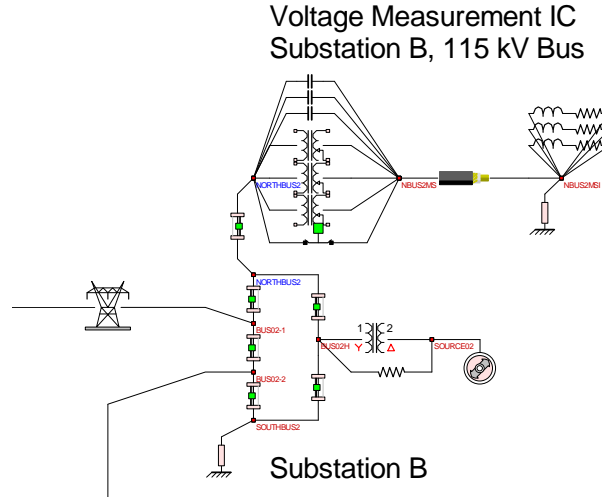 Voltage Measurement IC
Substation B, 115 kV Bus
NORTHBUS2
NBUS2MS
NBUS2MSI
NORTHBUS2
BUS02-1
1 2
BUS02H
SOURCE02
BUS02-2
SOUTHBUS2
Substation B